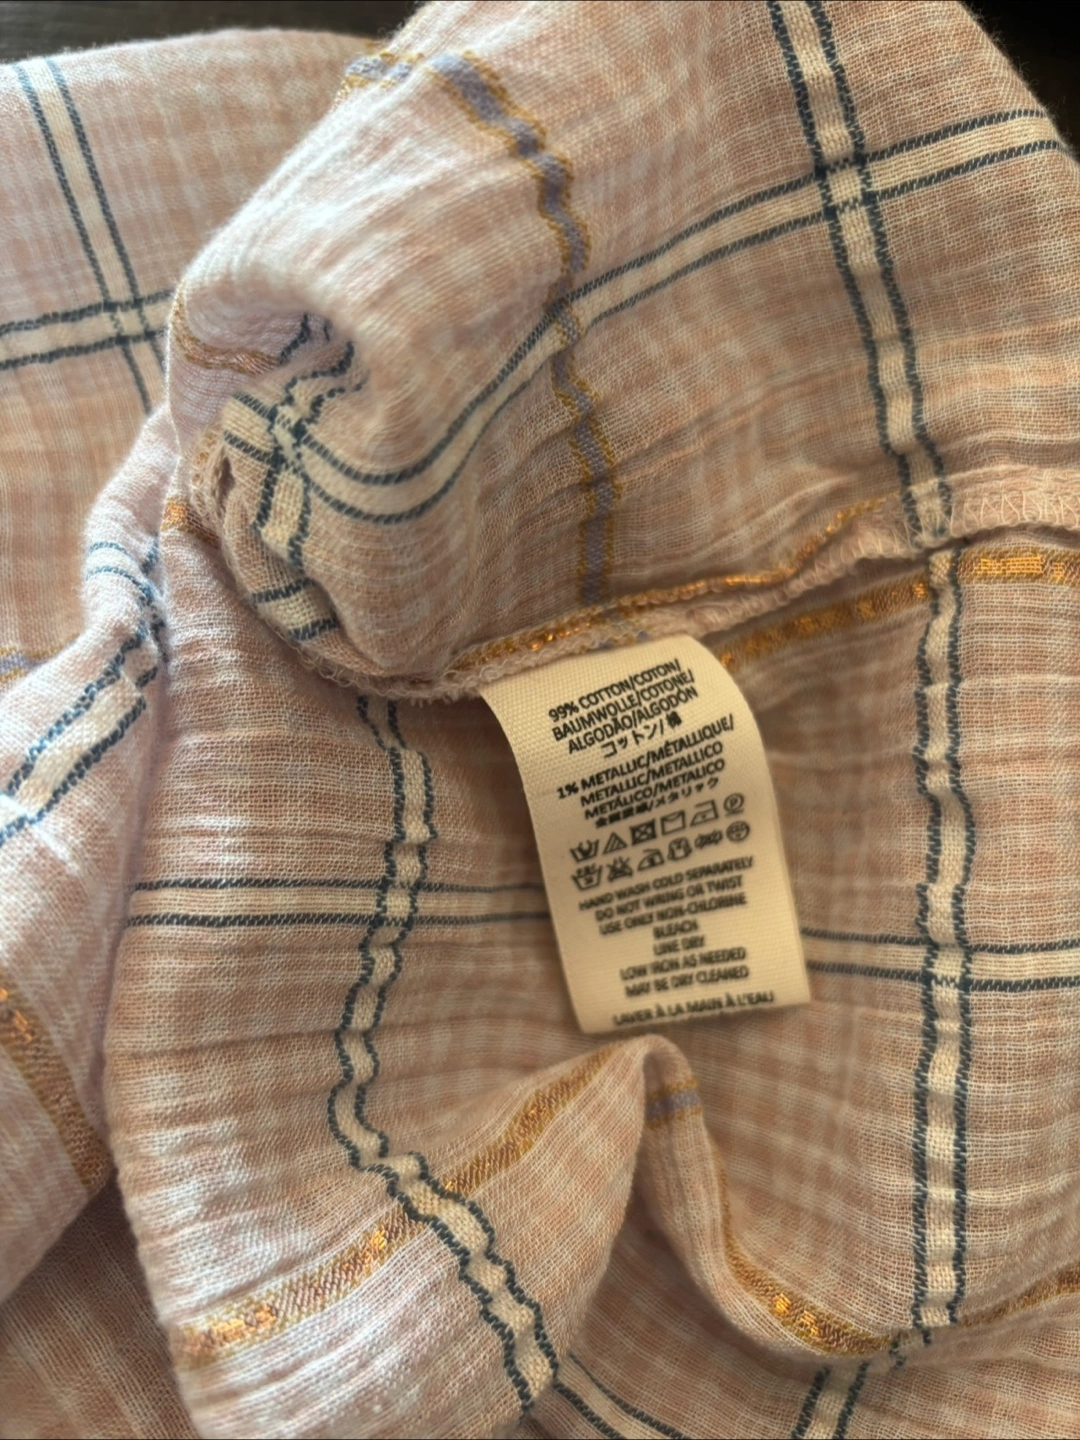 99% COTTON/COTON/
BAUMWOLLE/COTONE/
ALGODÃO/ALGODÓN
コットン/棉
1% METALLIC/MÉTALLIQUE/
METALLIC/METALLICO
METÁLICO/METALICO
メタリック
HAND WASH COLD SEPARATELY
DO NOT WRING OR TWIST
USE ONLY NON-CHLORINE
BLEACH
LINE DRY
LOW IRON AS NEEDED
MAY BE DRY CLEANED
LAVER À LA MAIN À L'EAU